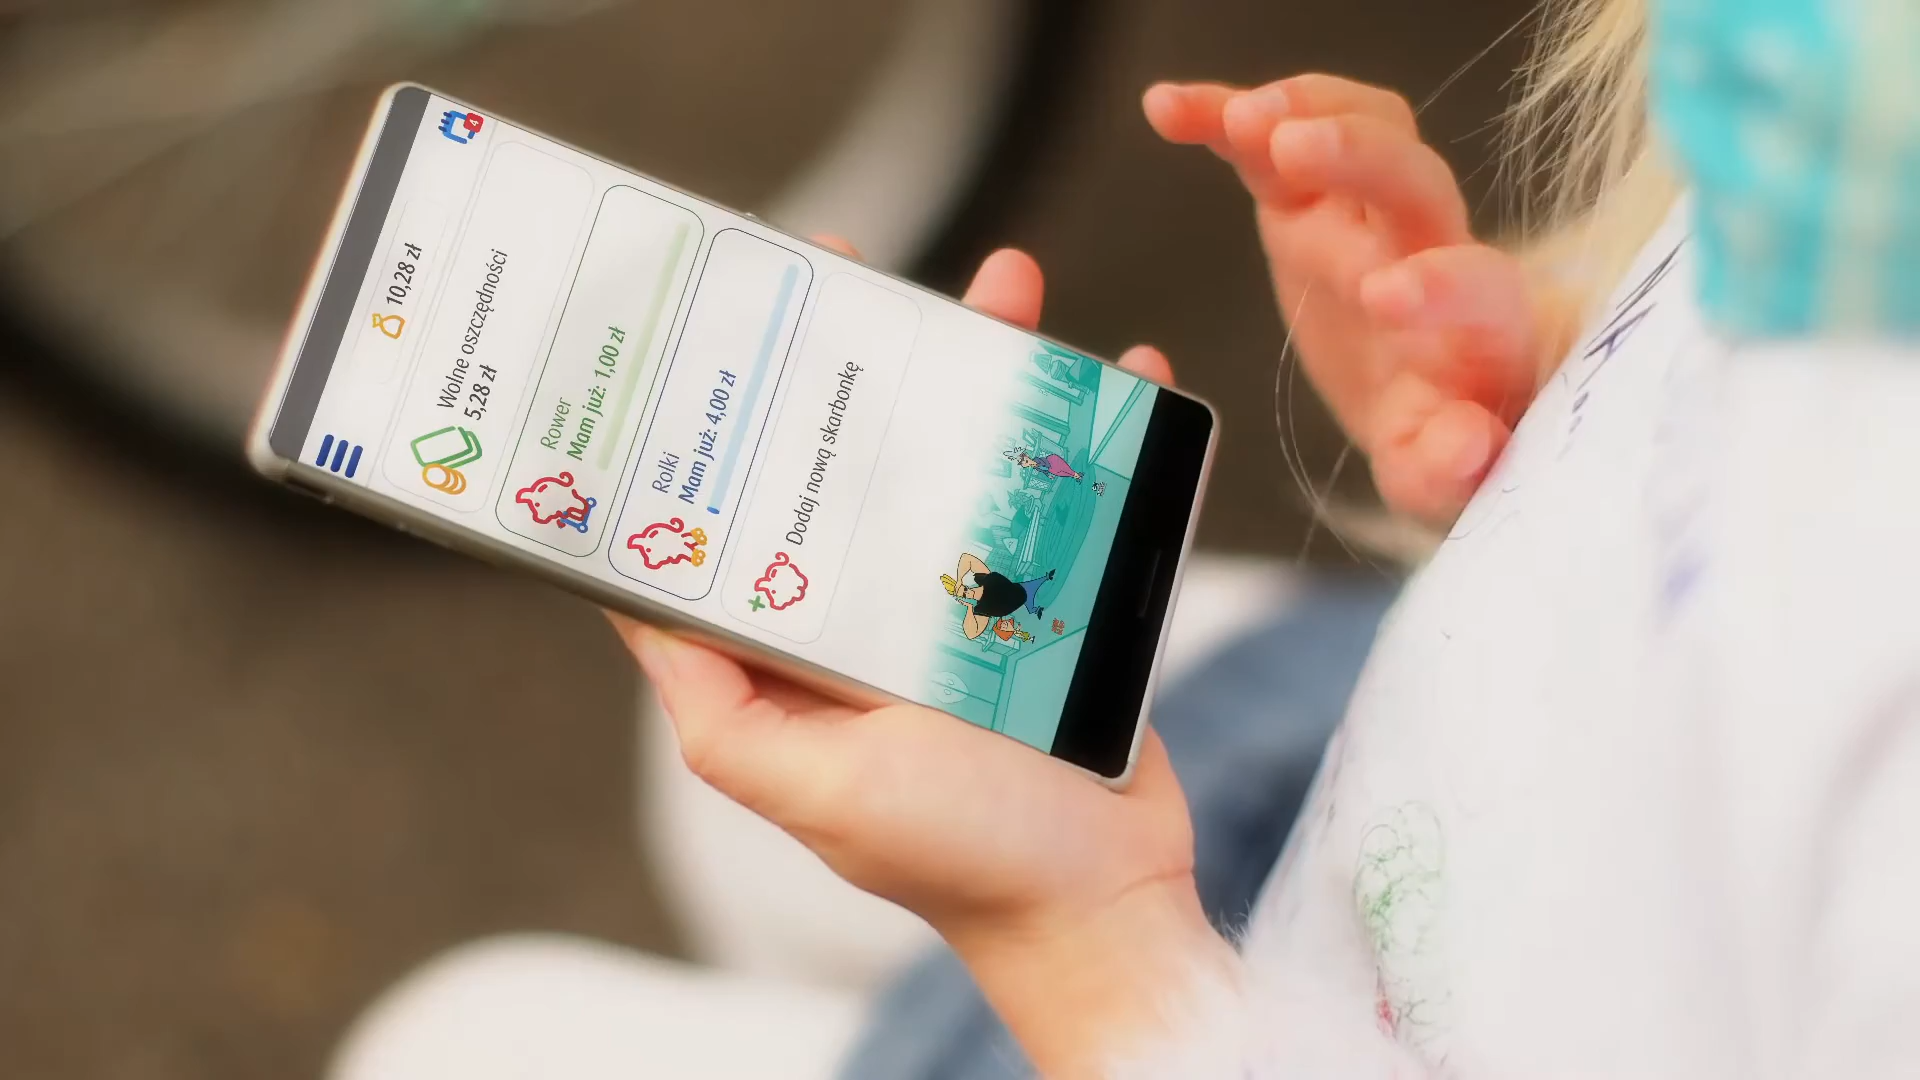 4
10,28 zł
Wolne oszczędności
5,28 zł
Rower
Mam już: 1,00 zł
Rolki
Mam już: 4,00 zł
Dodaj nową skarbonkę